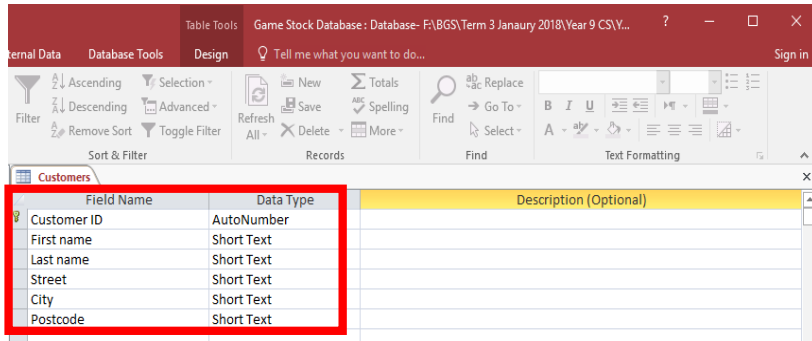 Table Tools Game Stock Database : Database- F:\BGS\Term 3 Janaury 2018\Year 9 CS\Y... ?
ternal Data Database Tools Design Tell me what you want to do... Sign in
Ascending Selection New Totals Replace
Descending Advanced Save Spelling Go To
Filter Remove Sort Toggle Filter Refresh All Delete More Find Select B I U A
Sort & Filter Records Find Text Formatting
Customers
Field Name Data Type Description (Optional)
Customer ID AutoNumber
First name Short Text
Last name Short Text
Street Short Text
City Short Text
Postcode Short Text